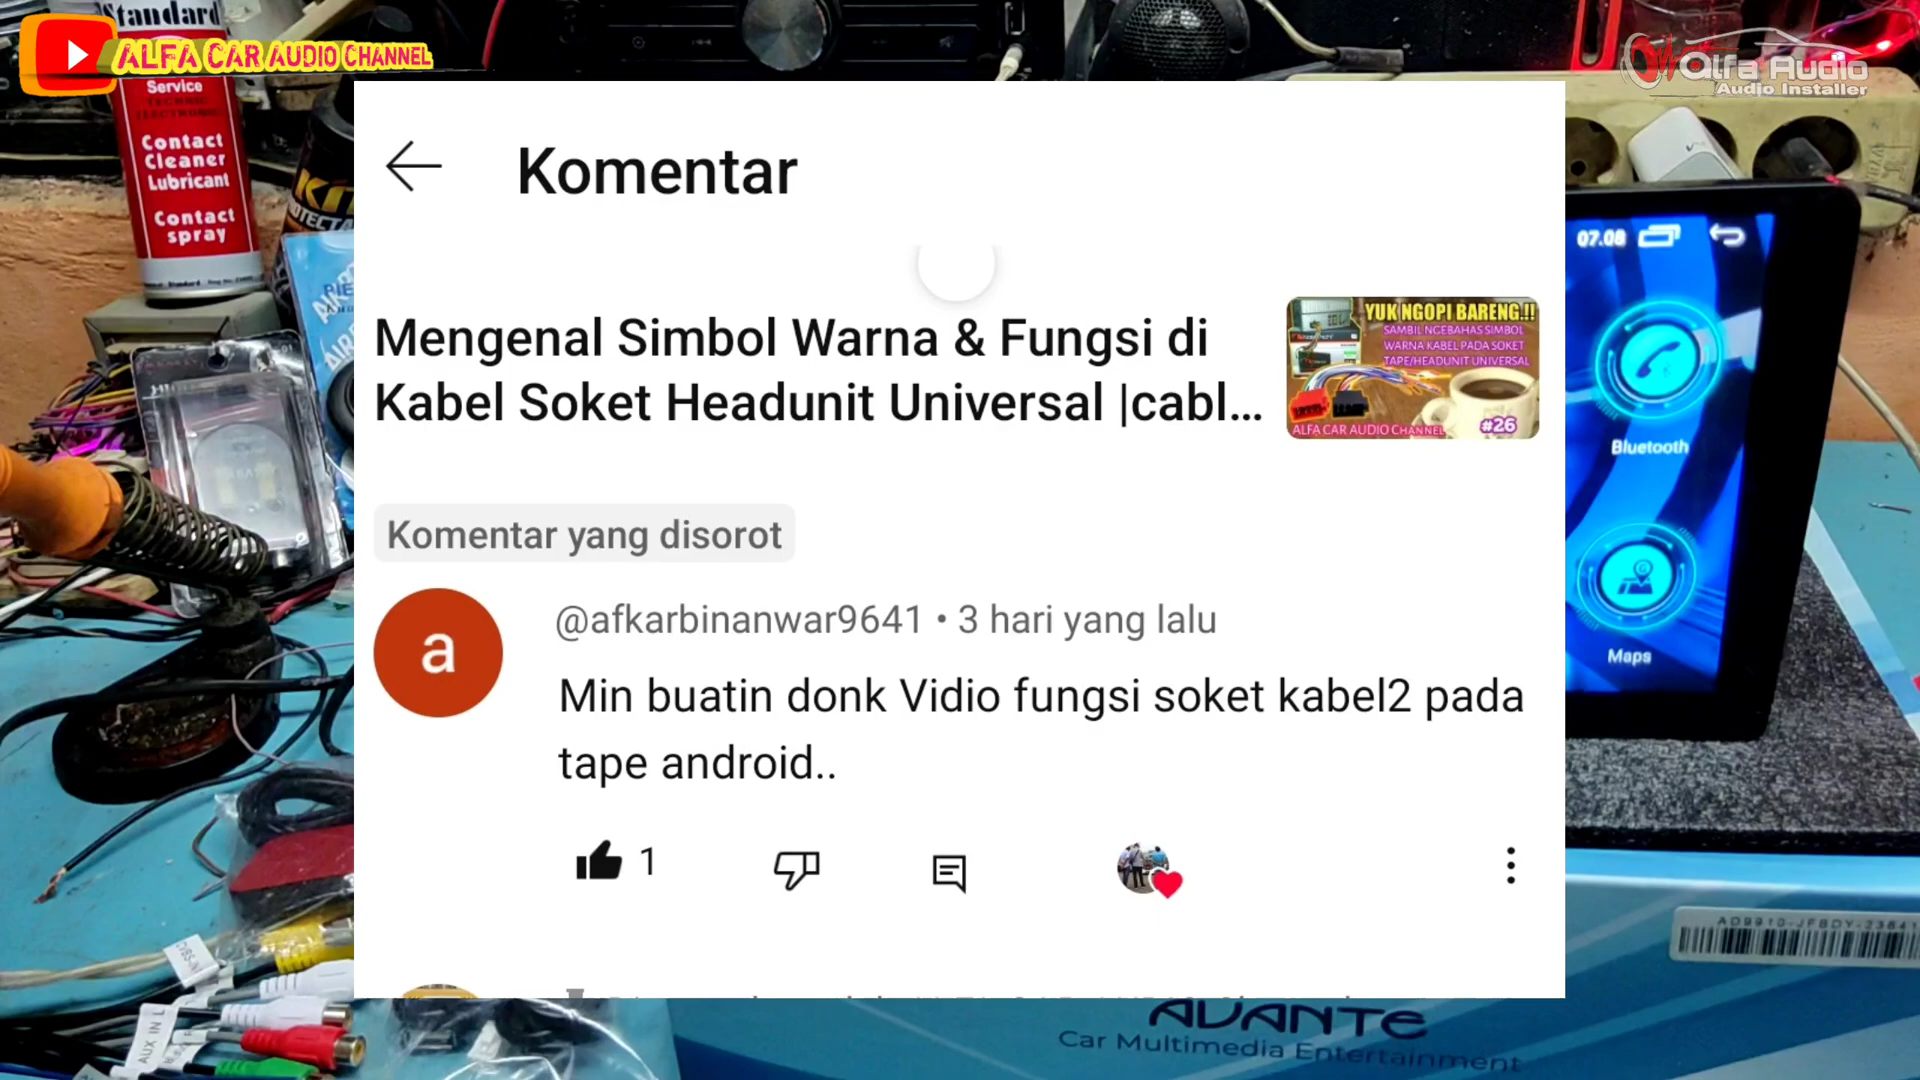 ALFA CAR AUDIO CHANNEL
Alfa Audio
Audio Installer
Standard
Service
Contact
Cleaner
Lubricant
Contact
spray
Komentar
Mengenal Simbol Warna & Fungsi di
Kabel Soket Headunit Universal |cabl...
YUK NGOPI BARENG.!!
SAMBIL NGEBAHAS SIMBOL
WARNA KABEL PADA SOKET
TAPE/HEADUNIT UNIVERSAL
ALFA CAR AUDIO CHANNEL
#26
07.08
Bluetooth
Maps
Komentar yang disorot
a
@afkarbinanwar9641 • 3 hari yang lalu
Min buatin donk Vidio fungsi soket kabel2 pada
tape android..
1
AUX IN L
AVANTE
Car Multimedia Entertainment